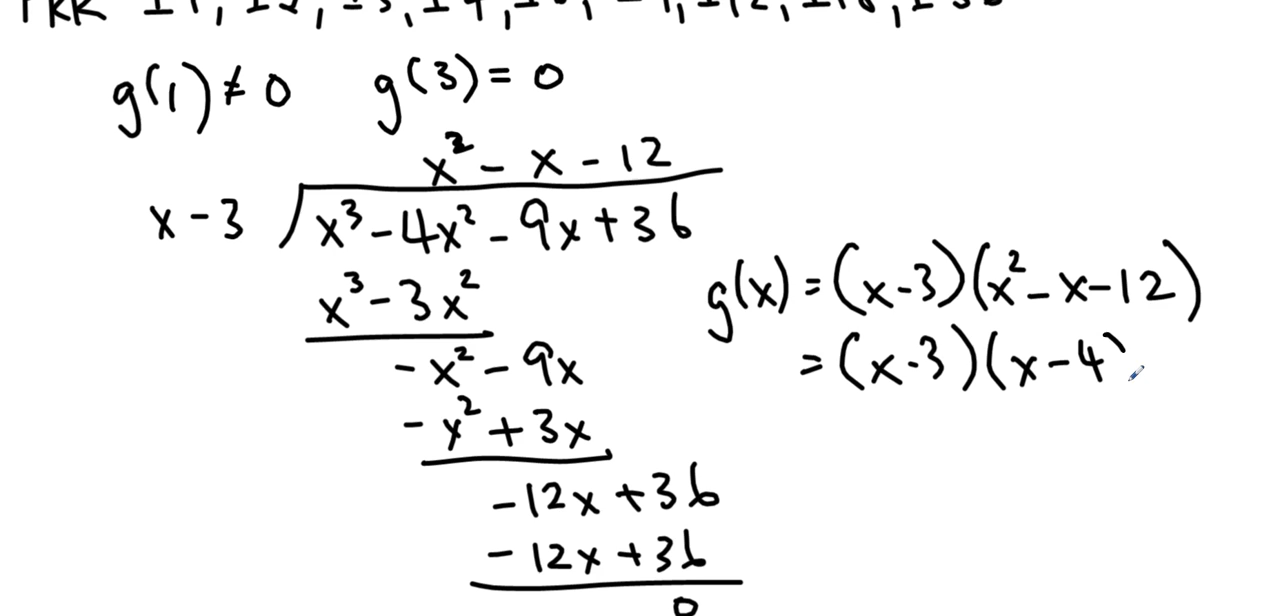 g(1) ≠ 0 g(3) = 0
x² - x - 12
x - 3 x³ - 4x² - 9x + 36
x³ - 3x²
- x² - 9x
- x² + 3x
- 12x + 36
- 12x + 36
0
g(x) = (x - 3)(x² - x - 12)
= (x - 3)(x - 4)